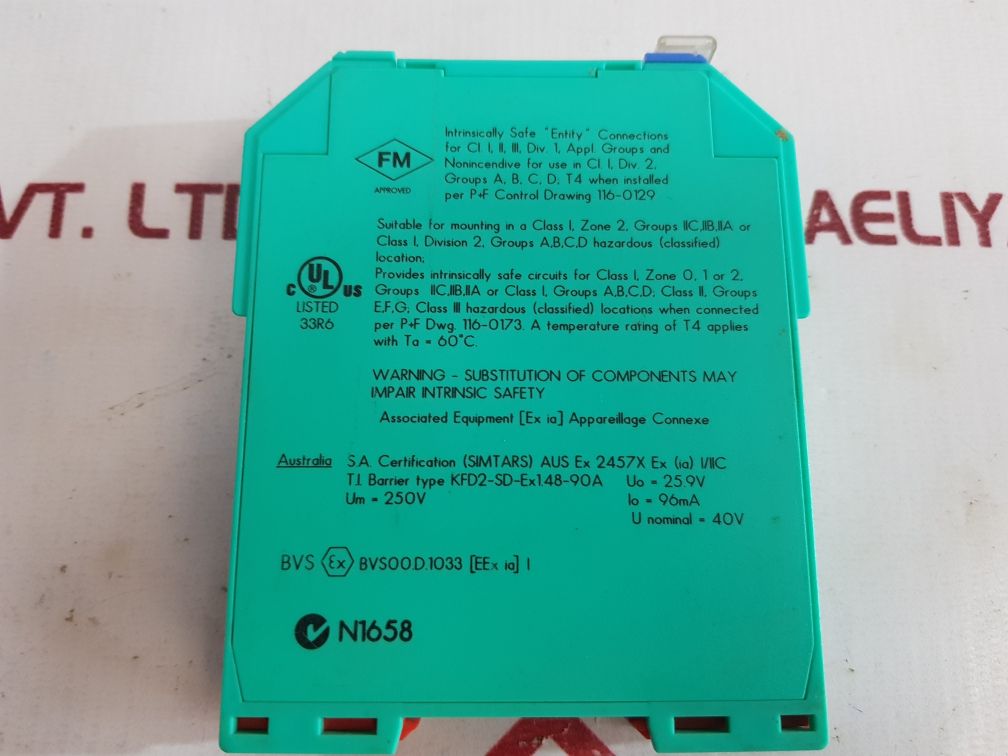 Intrinsically Safe "Entity" Connections
for Cl. I, II, III, Div. 1, Appl. Groups and
Nonincendive for use in Cl. I, Div. 2,
Groups A, B, C, D; T4 when installed
per P+F Control Drawing 116-0129
FM
APPROVED
Suitable for mounting in a Class I, Zone 2, Groups IIC,IIB,IIA or
Class I, Division 2, Groups A,B,C,D hazardous (classified)
location;
Provides intrinsically safe circuits for Class I, Zone 0, 1 or 2,
Groups IIC,IIB,IIA or Class I, Groups A,B,C,D; Class II, Groups
E,F,G; Class III hazardous (classified) locations when connected
per P+F Dwg. 116-0173. A temperature rating of T4 applies
with Ta = 60°C.
C UL ® US
LISTED
33R6
WARNING - SUBSTITUTION OF COMPONENTS MAY
IMPAIR INTRINSIC SAFETY
Associated Equipment [Ex ia] Appareillage Connexe
Australia S.A. Certification (SIMTARS) AUS Ex 2457X Ex (ia) I/IIC
T.I. Barrier type KFD2-SD-Ex1.48-90A Uo = 25.9V
Um = 250V Io = 96mA
U nominal = 40V
BVS Ex BVS00.D.1033 [EEx ia] I
N1658
VT. LT
AELIY